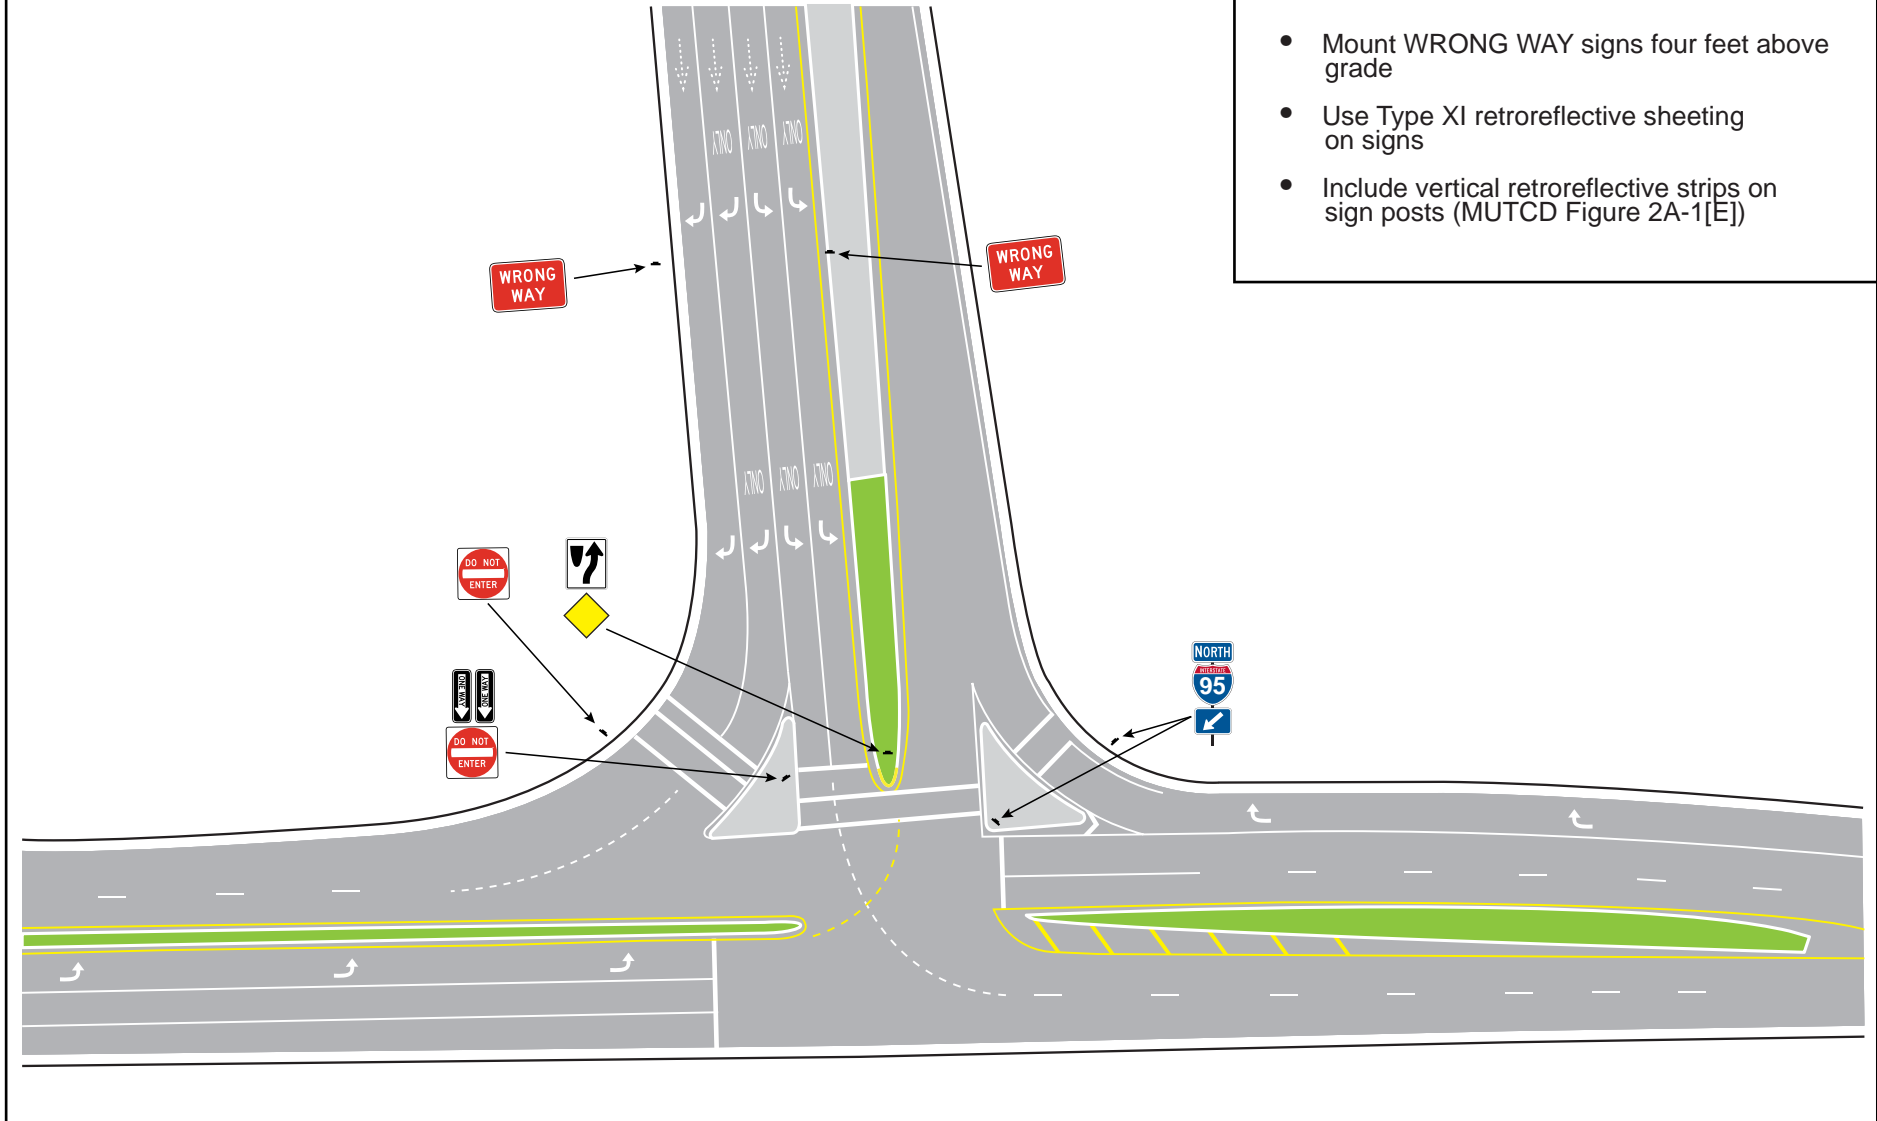 • Mount WRONG WAY signs four feet above
grade
• Use Type XI retroreflective sheeting
on signs
• Include vertical retroreflective strips on
sign posts (MUTCD Figure 2A-1[E])
ONLY ONLY ONLY
WRONG
WAY
WRONG
WAY
ONLY ONLY ONLY
DO NOT
ENTER
NORTH
INTERSTATE
95
ONE WAY
ONE WAY
DO NOT
ENTER